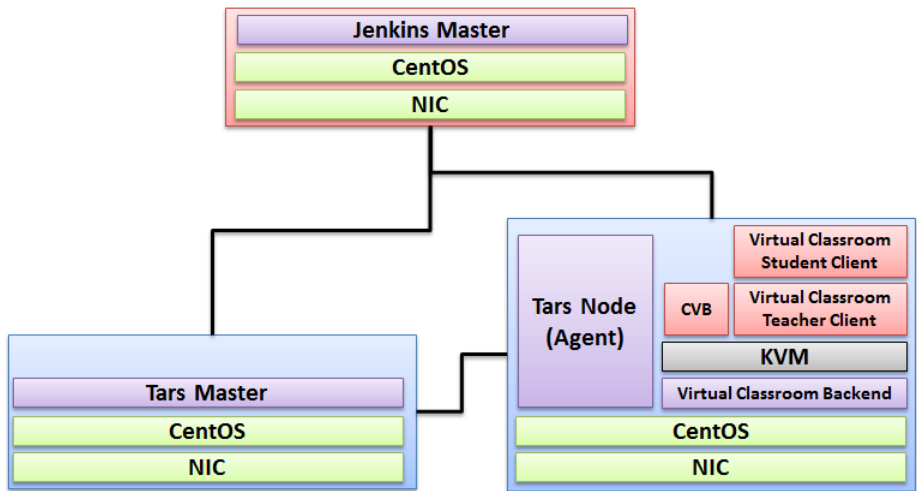 Jenkins Master
CentOS
NIC
Tars Master
CentOS
NIC
Tars Node
(Agent)
Virtual Classroom
Student Client
CVB
Virtual Classroom
Teacher Client
KVM
Virtual Classroom Backend
CentOS
NIC